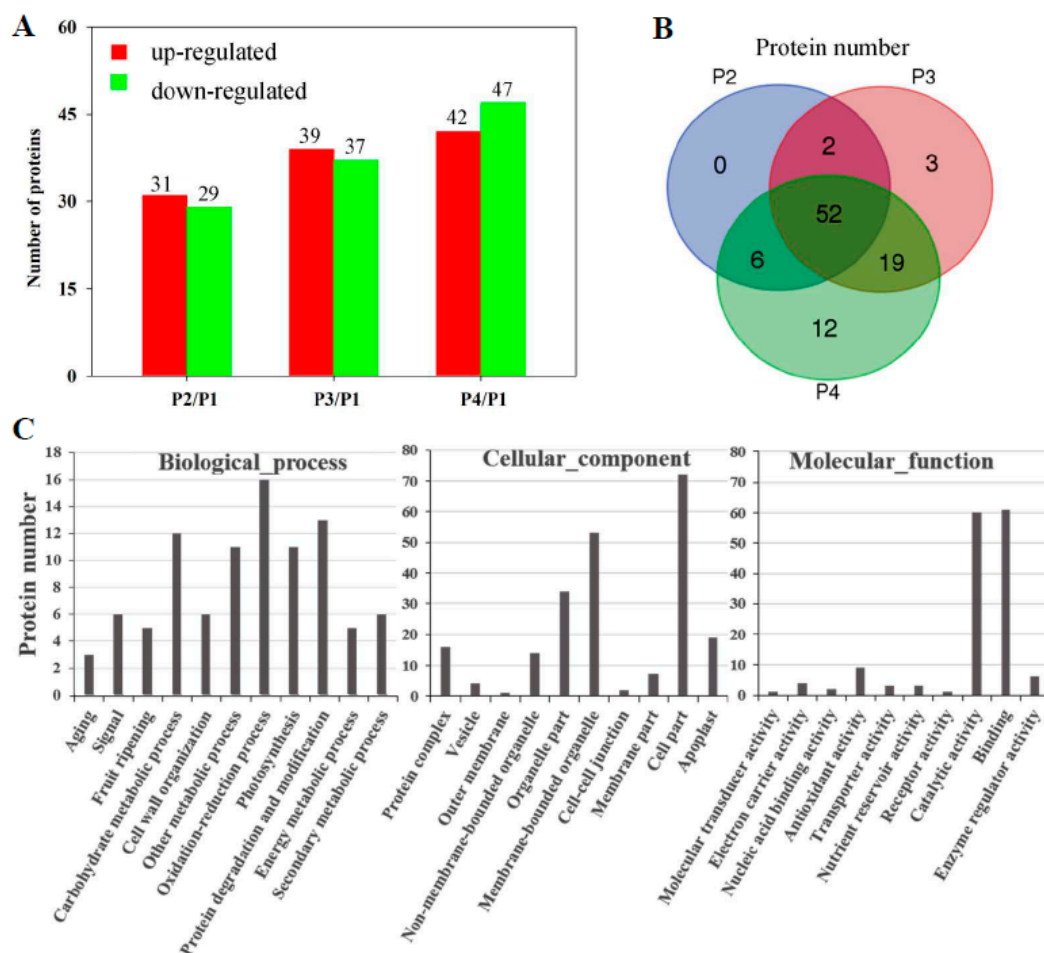 A
60
45
30
15
0
Number of proteins
up-regulated
down-regulated
31
29
39
37
42
47
P2/P1
P3/P1
P4/P1
B
Protein number
P2
P3
0
2
3
52
6
19
12
P4
C
Protein number
Biological_process
18
16
14
12
10
8
6
4
2
0
Aging
Signal
Fruit ripening
Carbohydrate metabolic process
Cell wall organization
Other metabolic process
Oxidation-reduction process
Photosynthesis
Protein degradation and modification
Energy metabolic process
Secondary metabolic process
Cellular_component
80
70
60
50
40
30
20
10
0
Protein complex
Vesicle
Outer membrane
Non-membrane-bounded organelle
Organelle part
Membrane-bounded organelle
Cell-cell junction
Membrane part
Cell part
Apoplast
Molecular_function
80
70
60
50
40
30
20
10
0
Molecular transducer activity
Electron carrier activity
Nucleic acid binding activity
Antioxidant activity
Transporter activity
Nutrient reservoir activity
Receptor activity
Catalytic activity
Binding
Enzyme regulator activity